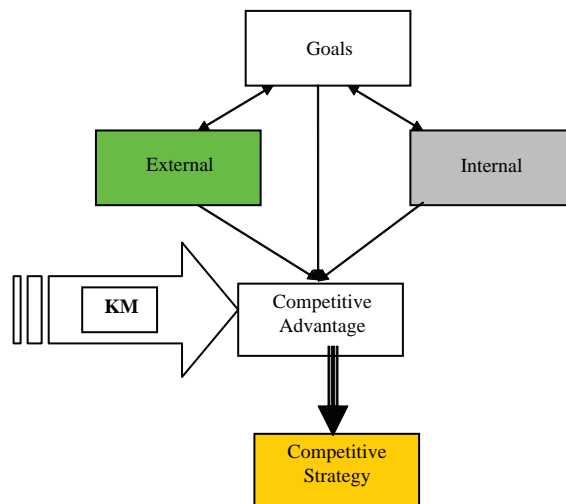 Goals
External
Internal
KM
Competitive
Advantage
Competitive
Strategy